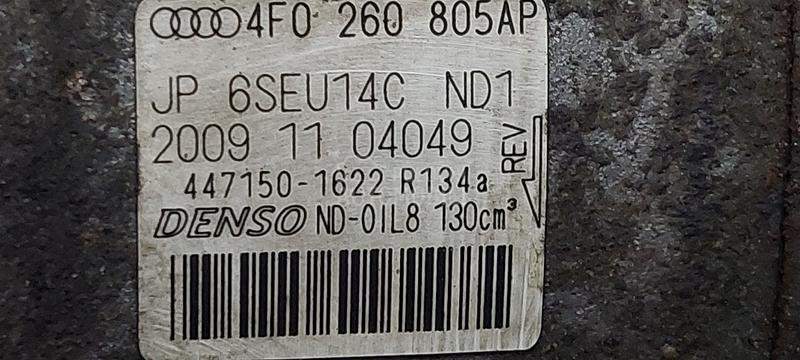 4F0 260 805AP
JP 6SEU14C ND1
2009 11 04049
REV
447150-1622 R134a
DENSO ND-OIL8 130cm³